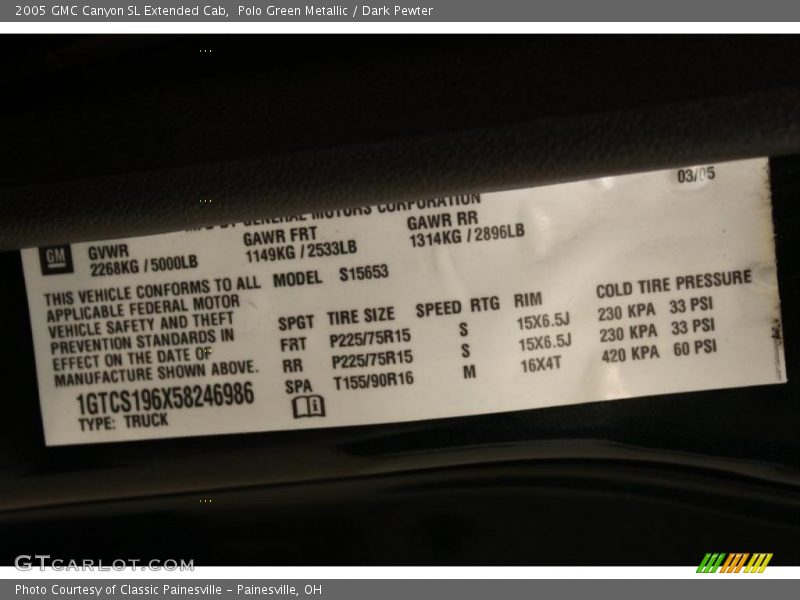 2005 GMC Canyon SL Extended Cab, Polo Green Metallic / Dark Pewter
03/05
MFD BY GENERAL MOTORS CORPORATION
GM
GVWR GAWR FRT GAWR RR
2268KG / 5000LB 1149KG / 2533LB 1314KG / 2896LB
THIS VEHICLE CONFORMS TO ALL
APPLICABLE FEDERAL MOTOR
VEHICLE SAFETY AND THEFT
PREVENTION STANDARDS IN
EFFECT ON THE DATE OF
MANUFACTURE SHOWN ABOVE.
1GTCS196X58246986
TYPE: TRUCK
MODEL S15653
SPGT TIRE SIZE SPEED RTG RIM COLD TIRE PRESSURE
FRT P225/75R15 S 15X6.5J 230 KPA 33 PSI
RR P225/75R15 S 15X6.5J 230 KPA 33 PSI
SPA T155/90R16 M 16X4T 420 KPA 60 PSI
GTCARLOT.COM
Photo Courtesy of Classic Painesville - Painesville, OH